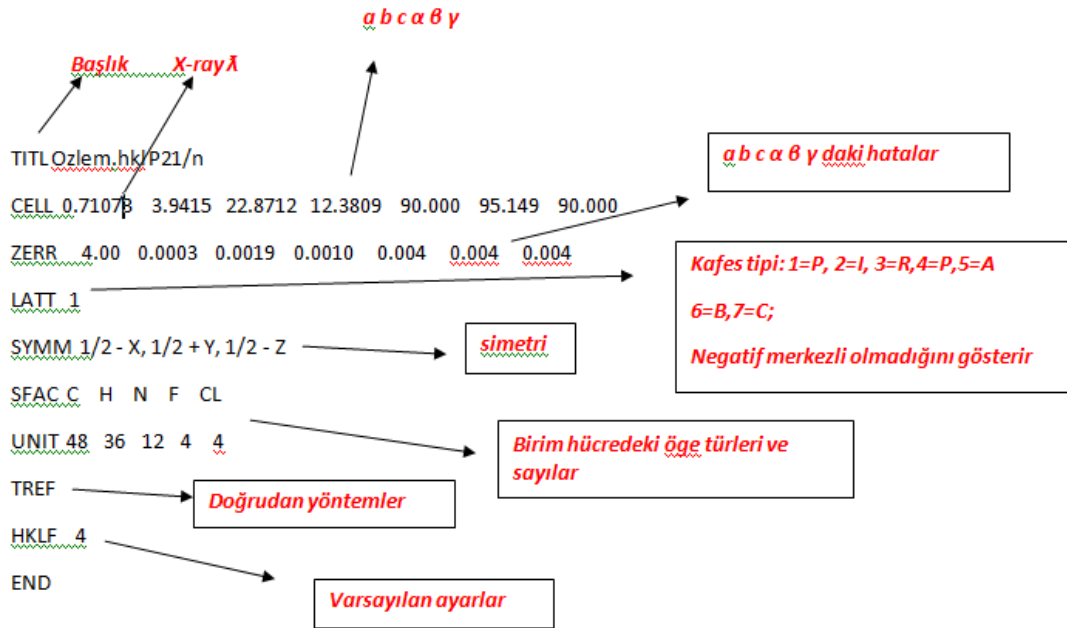 a b c α β γ
Başlık X-ray λ
TITL Ozlem.hkl P21/n
a b c α β γ daki hatalar
CELL 0.71073 3.9415 22.8712 12.3809 90.000 95.149 90.000
ZERR 4.00 0.0003 0.0019 0.0010 0.004 0.004 0.004
Kafes tipi: 1=P, 2=I, 3=R,4=P,5=A
6=B,7=C;
Negatif merkezli olmadığını gösterir
LATT 1
SYMM 1/2 - X, 1/2 + Y, 1/2 - Z
simetri
SFAC C H N F CL
UNIT 48 36 12 4 4
Birim hücredeki öge türleri ve
sayılar
TREF
Doğrudan yöntemler
HKLF 4
END
Varsayılan ayarlar